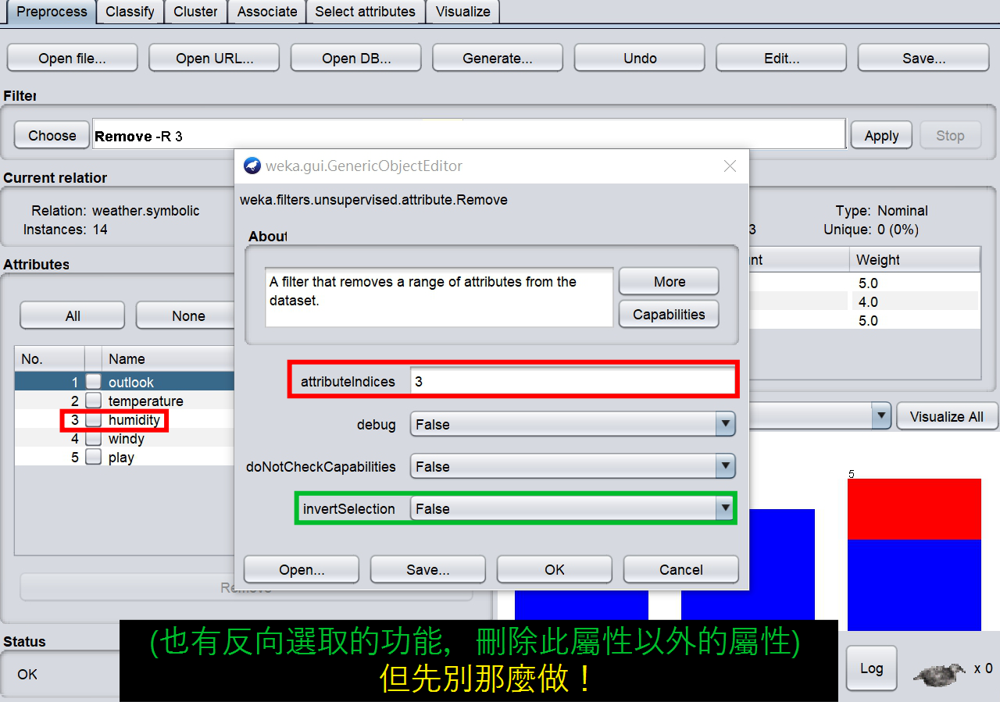 Preprocess Classify Cluster Associate Select attributes Visualize
Open file... Open URL... Open DB... Generate... Undo Edit... Save...
Filter
Choose Remove -R 3 Apply Stop
weka.gui.GenericObjectEditor
Current relation
weka.filters.unsupervised.attribute.Remove
Relation: weather.symbolic
Instances: 14
Type: Nominal
3 Unique: 0 (0%)
About
A filter that removes a range of attributes from the
dataset.
More
Capabilities
Weight
5.0
4.0
5.0
Attributes
All None
No. Name
1 outlook
2 temperature
3 humidity
4 windy
5 play
attributeIndices 3
debug False
doNotCheckCapabilities False
invertSelection False
Open... Save... OK Cancel
Visualize All
5
Remove
Status
OK
(也有反向選取的功能, 刪除此屬性以外的屬性)
但先別那麼做！
Log x 0